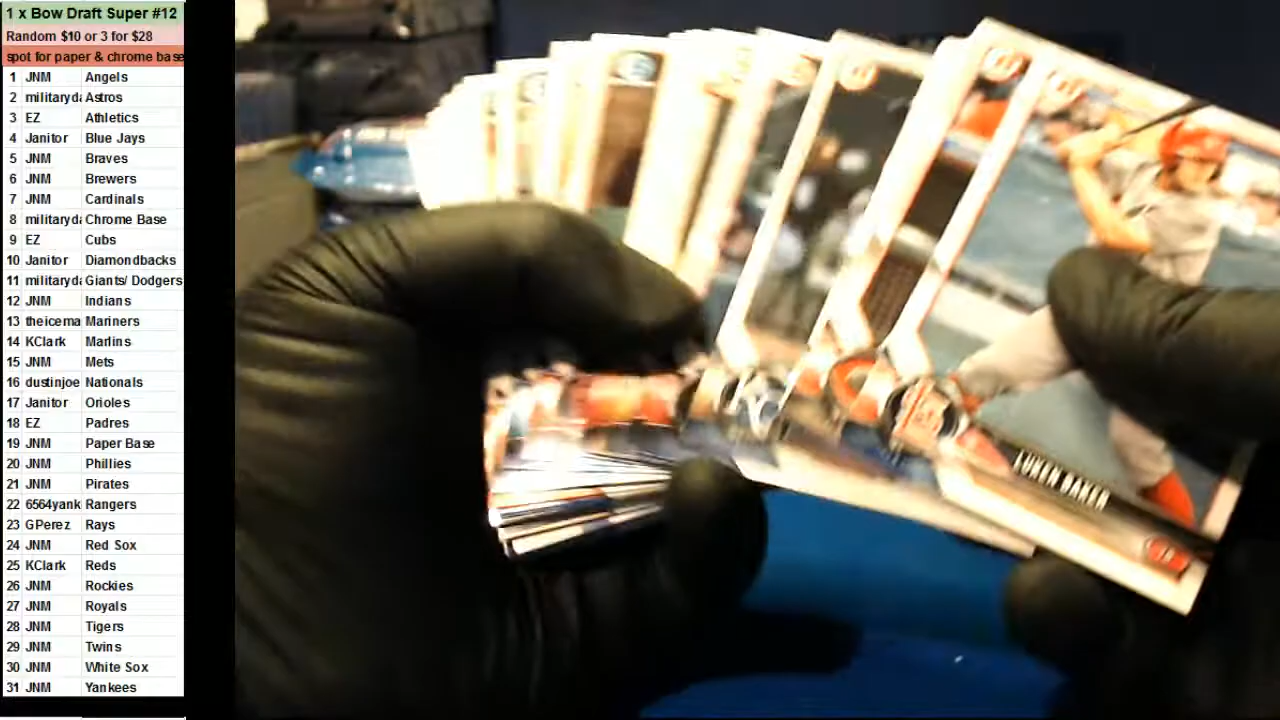 1 x Bow Draft Super #12
Random $10 or 3 for $28
spot for paper & chrome base
1 JNM Angels
2 militaryda Astros
3 EZ Athletics
4 Janitor Blue Jays
5 JNM Braves
6 JNM Brewers
7 JNM Cardinals
8 militaryda Chrome Base
9 EZ Cubs
10 Janitor Diamondbacks
11 militaryda Giants/ Dodgers
12 JNM Indians
13 theicema Mariners
14 KClark Marlins
15 JNM Mets
16 dustinjoe Nationals
17 Janitor Orioles
18 EZ Padres
19 JNM Paper Base
20 JNM Phillies
21 JNM Pirates
22 6564yank Rangers
23 GPerez Rays
24 JNM Red Sox
25 KClark Reds
26 JNM Rockies
27 JNM Royals
28 JNM Tigers
29 JNM Twins
30 JNM White Sox
31 JNM Yankees
LUKEN BAKER